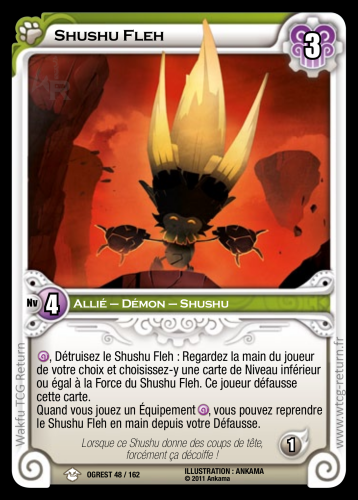 Shushu Fleh
3
Nv 4
Allié – Démon – Shushu
, Détruisez le Shushu Fleh : Regardez la main du joueur
de votre choix et choisissez-y une carte de Niveau inférieur
ou égal à la Force du Shushu Fleh. Ce joueur défausse
cette carte.
Quand vous jouez un Équipement , vous pouvez reprendre
le Shushu Fleh en main depuis votre Défausse.
Lorsque ce Shushu donne des coups de tête,
forcément ça décoiffe !
1
OGREST 48 / 162
ILLUSTRATION : ANKAMA
© 2011 Ankama
Wakfu TCG Return
www.wtcg-return.fr